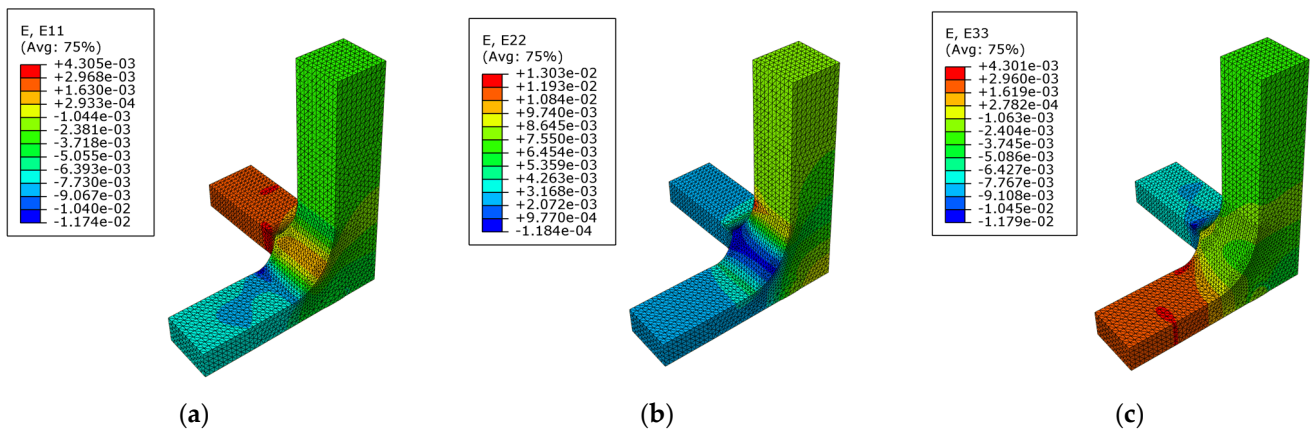 E, E11
(Avg: 75%)
+4.305e-03
+2.968e-03
+1.630e-03
+2.933e-04
-1.044e-03
-2.381e-03
-3.718e-03
-5.055e-03
-6.393e-03
-7.730e-03
-9.067e-03
-1.040e-02
-1.174e-02
(a)
E, E22
(Avg: 75%)
+1.303e-02
+1.193e-02
+1.084e-02
+9.740e-03
+8.645e-03
+7.550e-03
+6.454e-03
+5.359e-03
+4.263e-03
+3.168e-03
+2.072e-03
+9.770e-04
-1.184e-04
(b)
E, E33
(Avg: 75%)
+4.301e-03
+2.960e-03
+1.619e-03
+2.782e-04
-1.063e-03
-2.404e-03
-3.745e-03
-5.086e-03
-6.427e-03
-7.767e-03
-9.108e-03
-1.045e-02
-1.179e-02
(c)